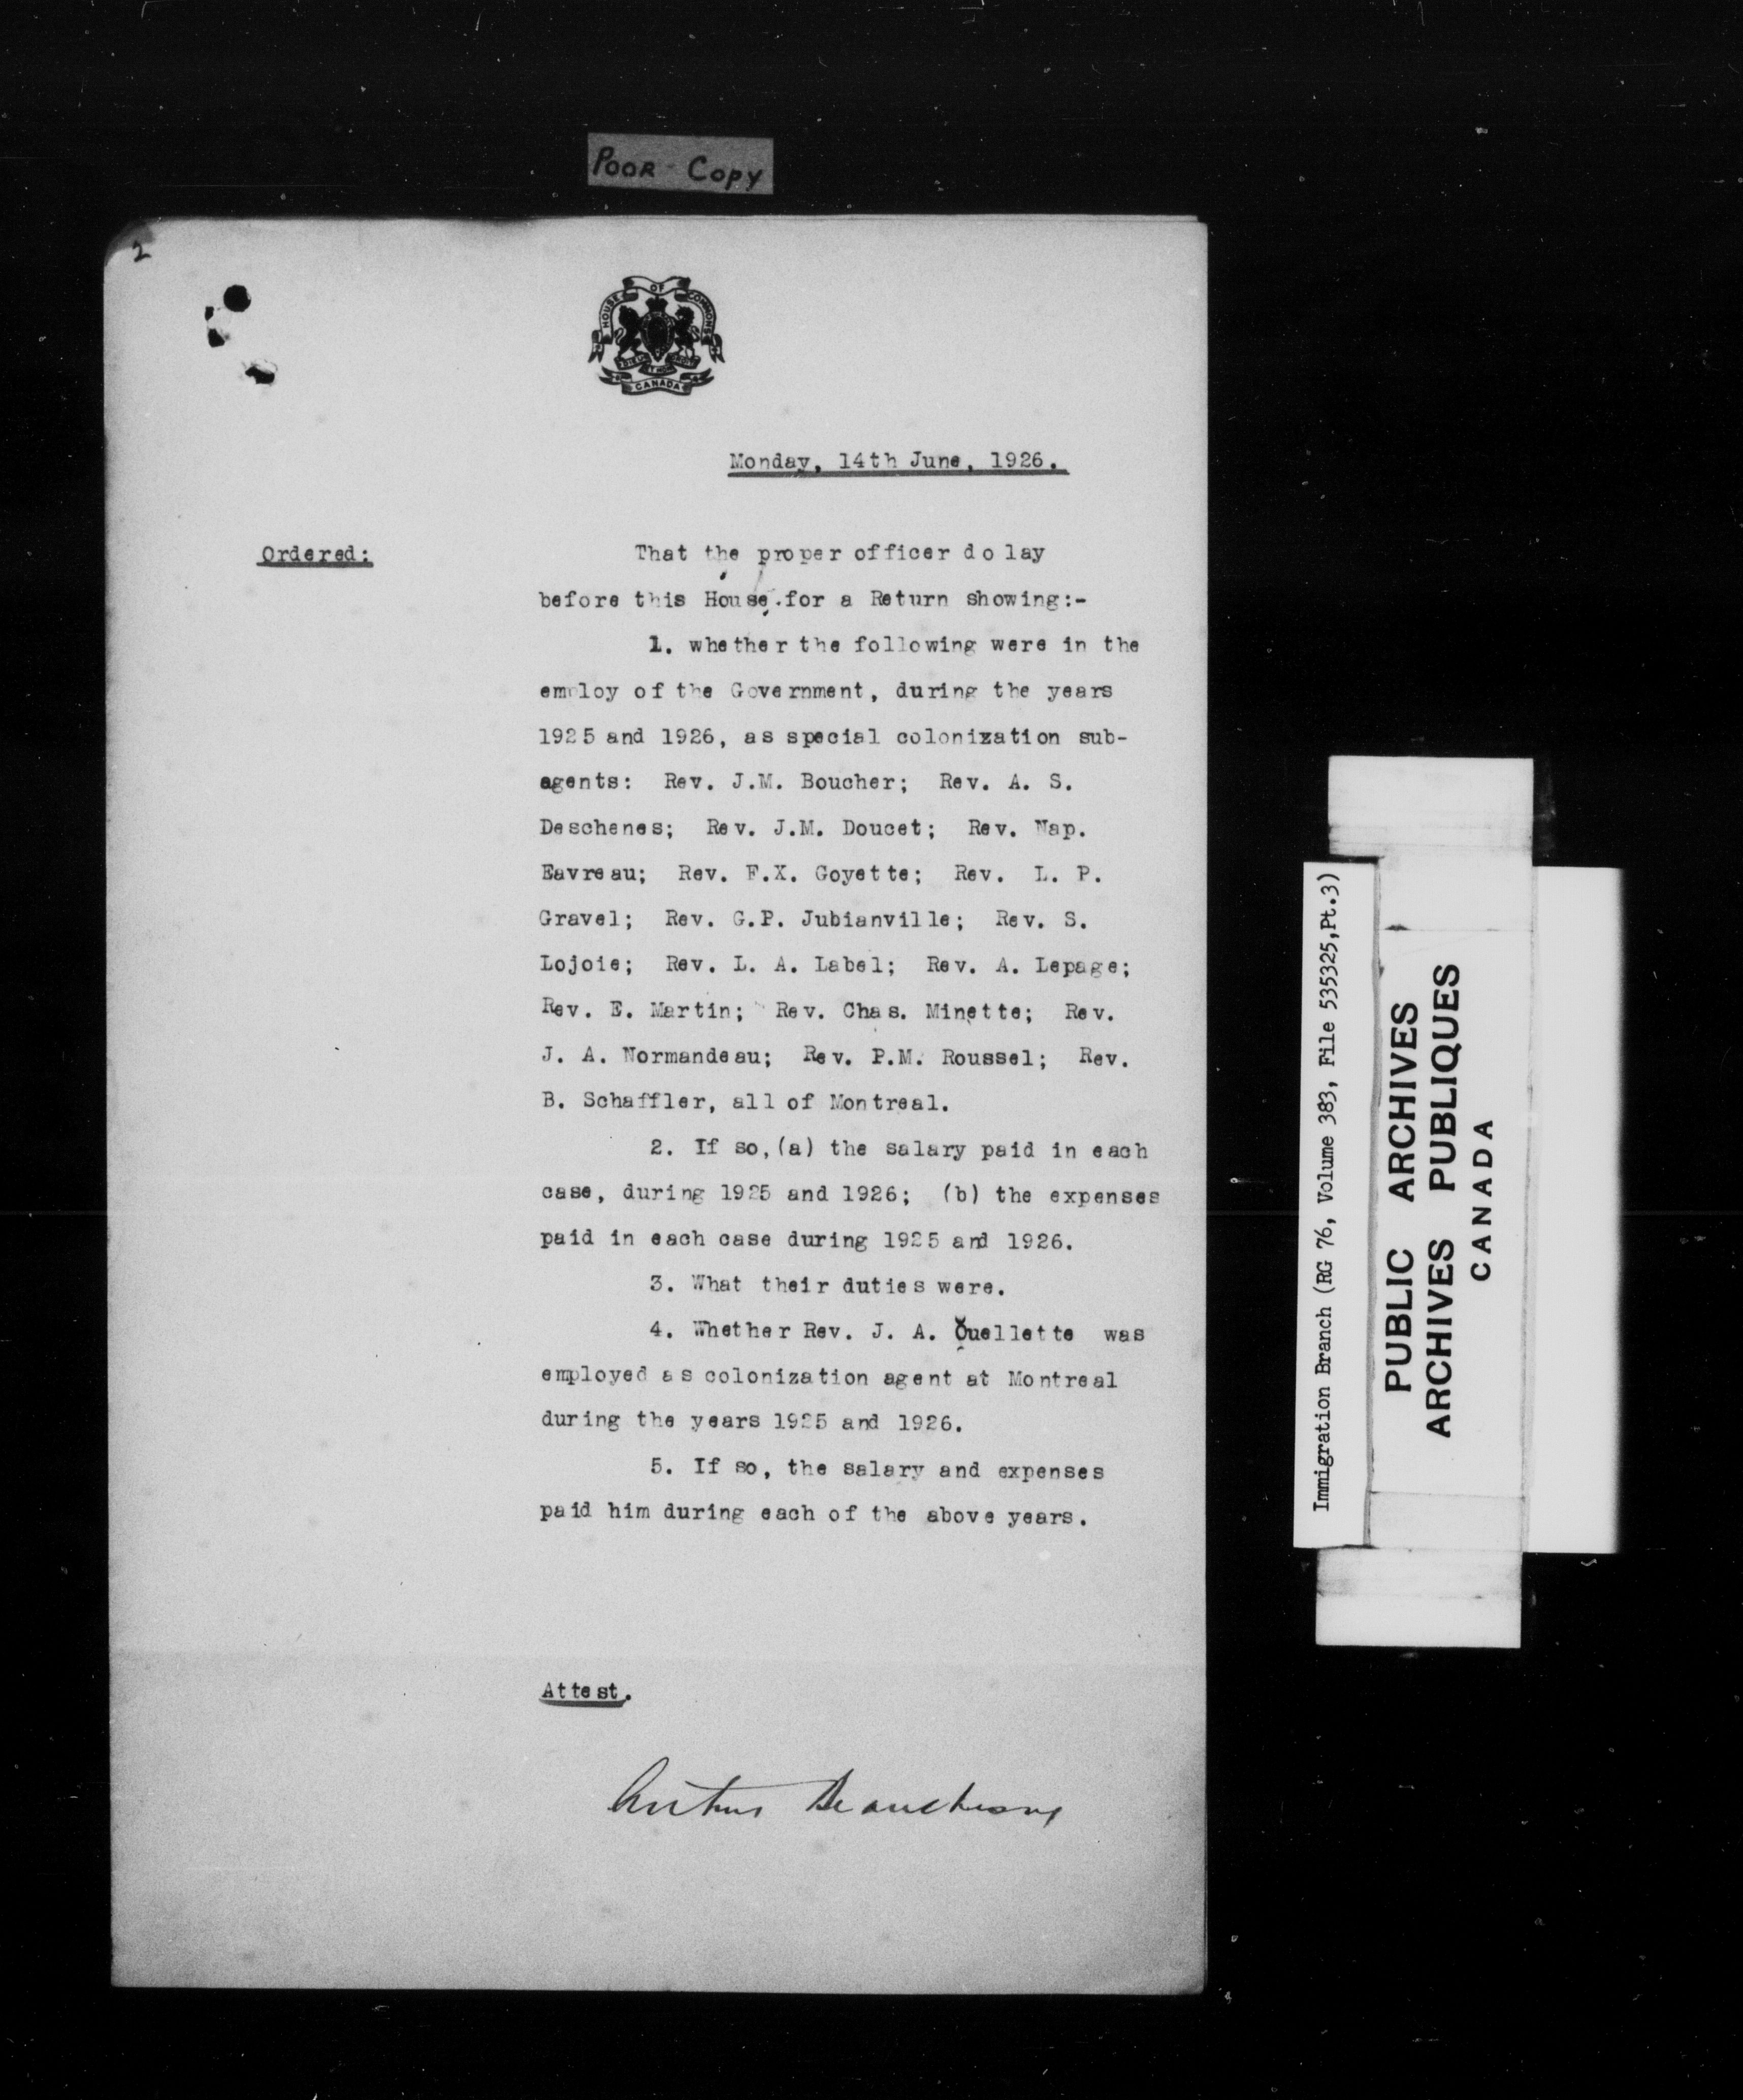 POOR - COPY
2
HOUSE OF COMMONS
CANADA
Monday, 14th June, 1926.
Ordered: That the proper officer do lay
before this House.for a Return showing:-
1. whether the following were in the
employ of the Government, during the years
1925 and 1926, as special colonization sub-
agents: Rev. J.M. Boucher; Rev. A. S.
Deschenes; Rev. J.M. Doucet; Rev. Nap.
Eavreau; Rev. F.X. Goyette; Rev. L. P.
Gravel; Rev. G.P. Jubianville; Rev. S.
Lojoie; Rev. L. A. Label; Rev. A. Lepage;
Rev. E. Martin; Rev. Chas. Minette; Rev.
J. A. Normandeau; Rev. P.M. Roussel; Rev.
B. Schaffler, all of Montreal.
2. If so,(a) the salary paid in each
case, during 1925 and 1926; (b) the expenses
paid in each case during 1925 and 1926.
3. What their duties were.
4. Whether Rev. J. A. Ouellette was
employed as colonization agent at Montreal
during the years 1925 and 1926.
5. If so, the salary and expenses
paid him during each of the above years.
Attest.
Arthur Beauchesne
Immigration Branch (RG 76, Volume 383, File 535325,Pt.3)
PUBLIC ARCHIVES
ARCHIVES PUBLIQUES
CANADA